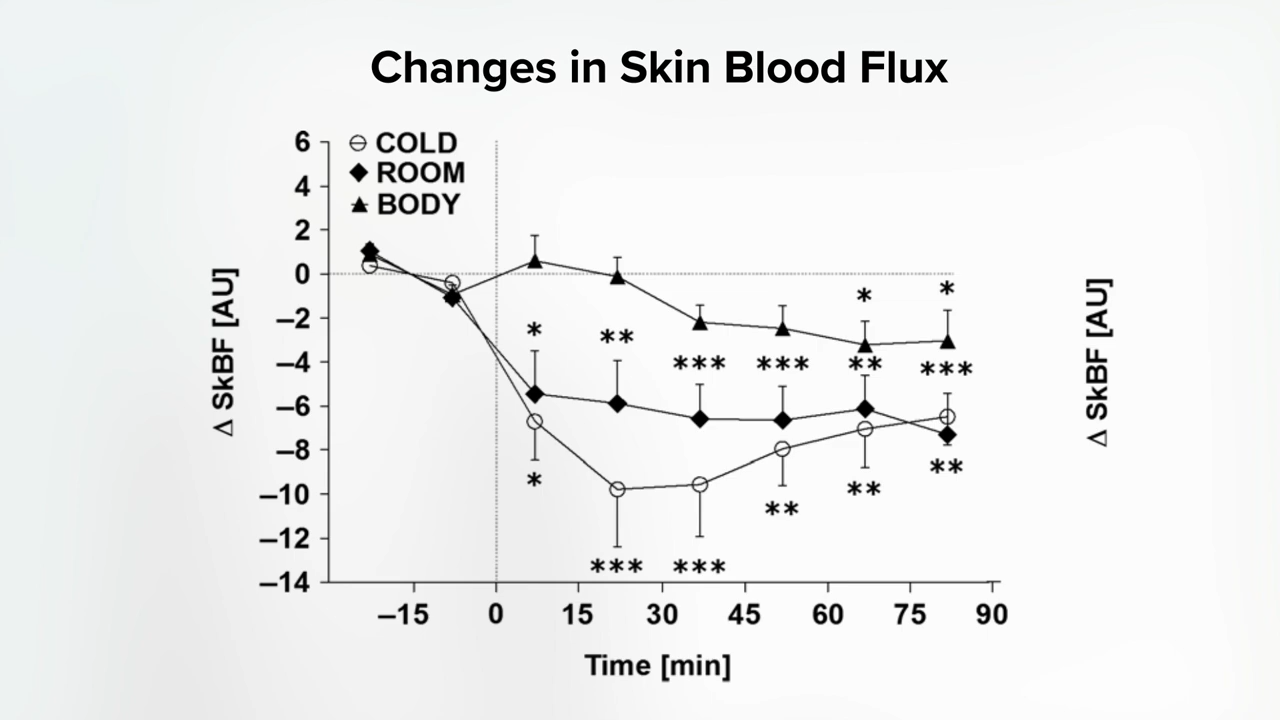 Changes in Skin Blood Flux
COLD
ROOM
BODY
6
4
2
0
–2
–4
–6
–8
–10
–12
–14
Δ SkBF [AU]
* *
* ** *** *** ** ***
* *** *** ** ** **
–15 0 15 30 45 60 75 90
Time [min]
Δ SkBF [AU]